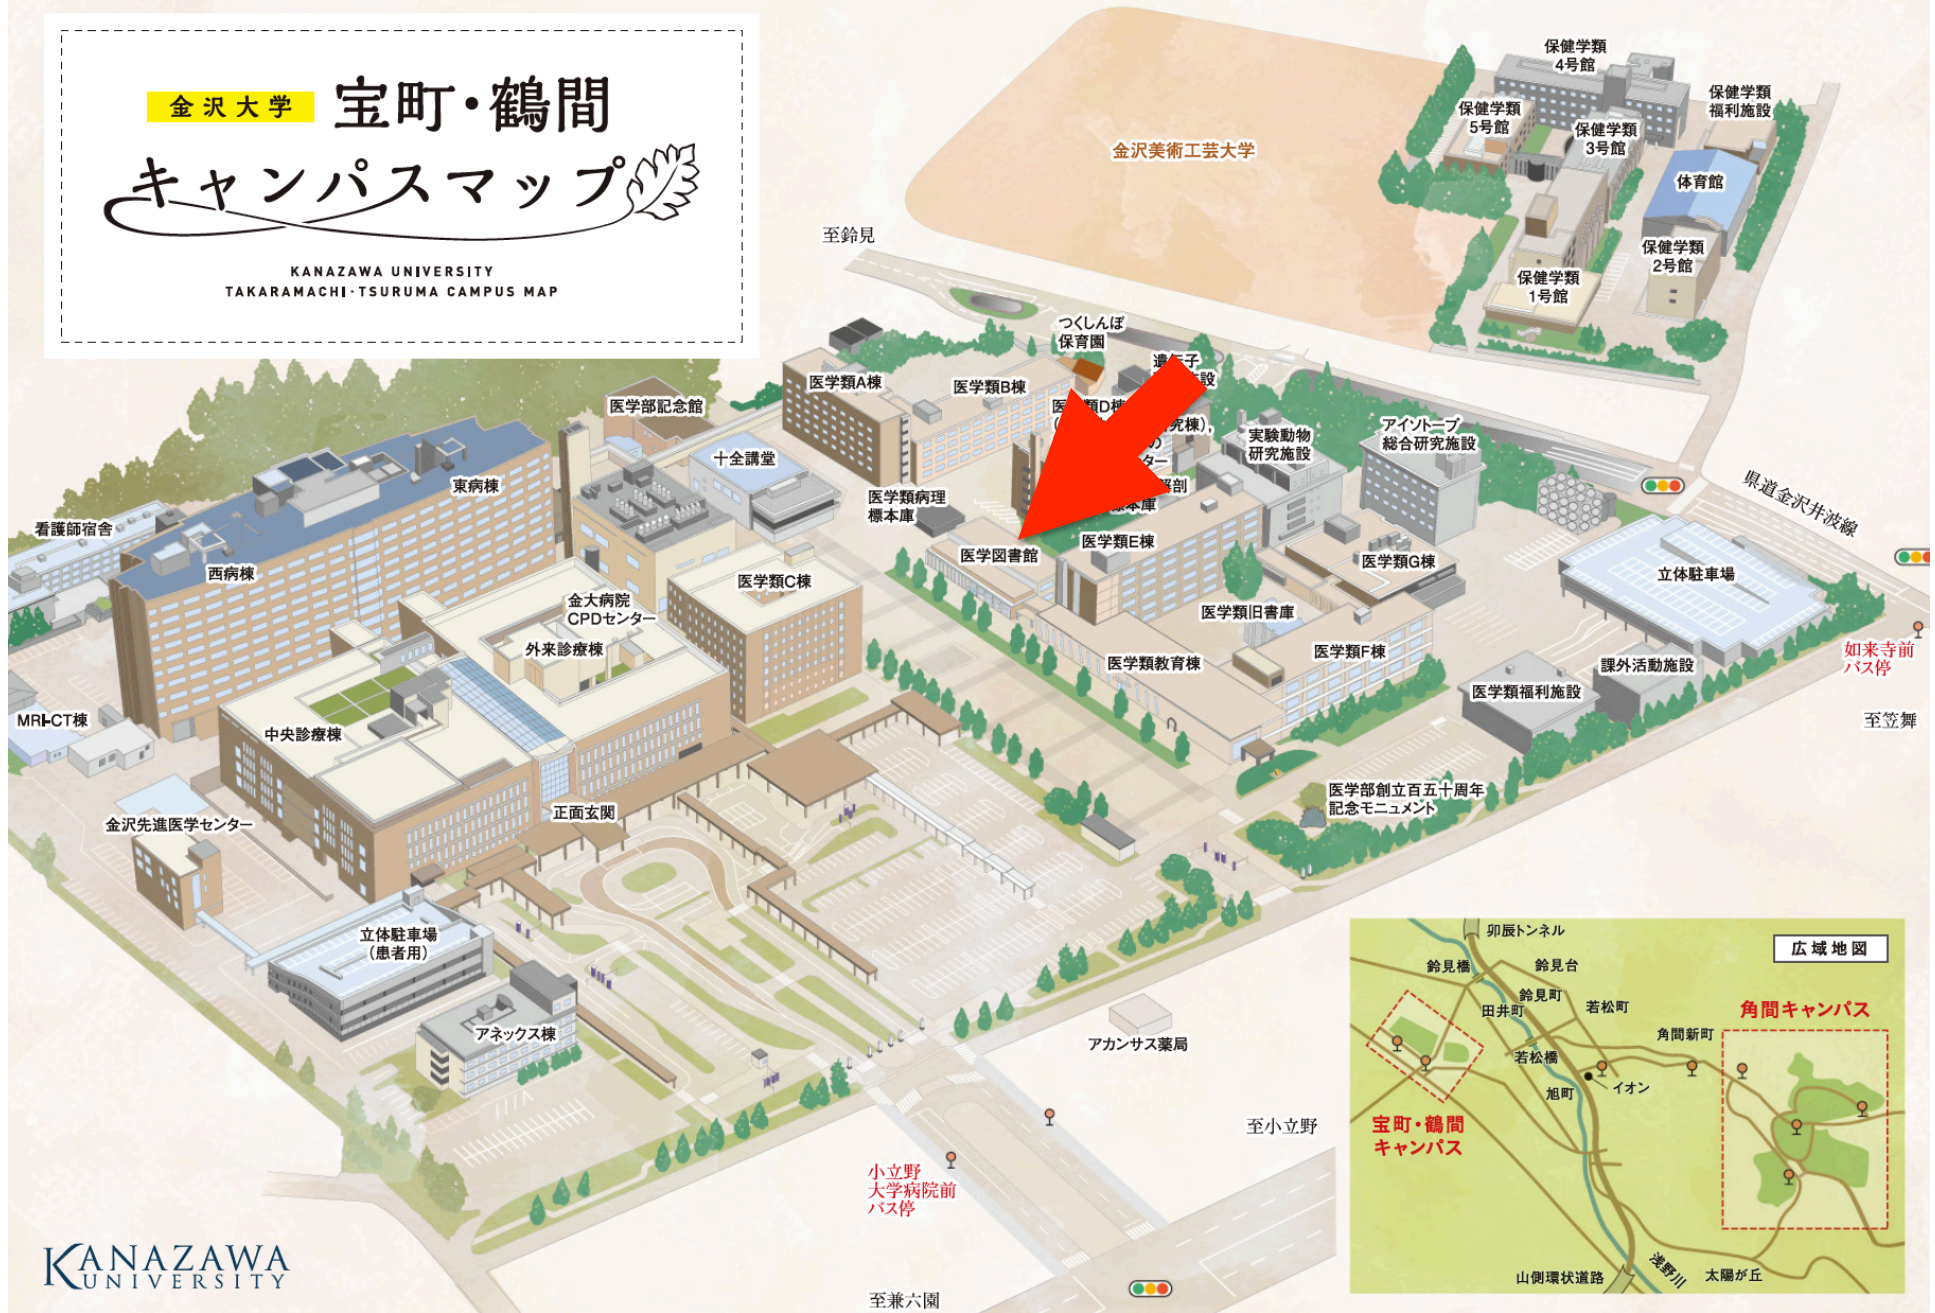 金沢大学 宝町・鶴間
キャンパスマップ
KANAZAWA UNIVERSITY
TAKARAMACHI・TSURUMA CAMPUS MAP
保健学類
4号館
保健学類
5号館
保健学類
3号館
保健学類
福利施設
体育館
保健学類
2号館
保健学類
1号館
金沢美術工芸大学
至鈴見
つくしんぼ
保育園
医学類A棟
医学類B棟
医学部記念館
十全講堂
実験動物
研究施設
アイソトープ
総合研究施設
県道金沢井波線
東病棟
西病棟
看護師宿舎
医学類病理
標本庫
医学図書館
医学類E棟
医学類G棟
立体駐車場
医学類C棟
金大病院
CPDセンター
外来診療棟
医学類旧書庫
医学類教育棟
医学類F棟
医学類福利施設
課外活動施設
如来寺前
バス停
至笠舞
MRI-CT棟
中央診療棟
正面玄関
金沢先進医学センター
医学部創立百五十周年
記念モニュメント
立体駐車場
(患者用)
アネックス棟
アカンサス薬局
至小立野
小立野
大学病院前
バス停
至兼六園
KANAZAWA
UNIVERSITY
広域地図
卯辰トンネル
鈴見橋
鈴見台
鈴見町
田井町
若松町
角間キャンパス
角間新町
若松橋
イオン
旭町
宝町・鶴間
キャンパス
山側環状道路
浅野川
太陽が丘